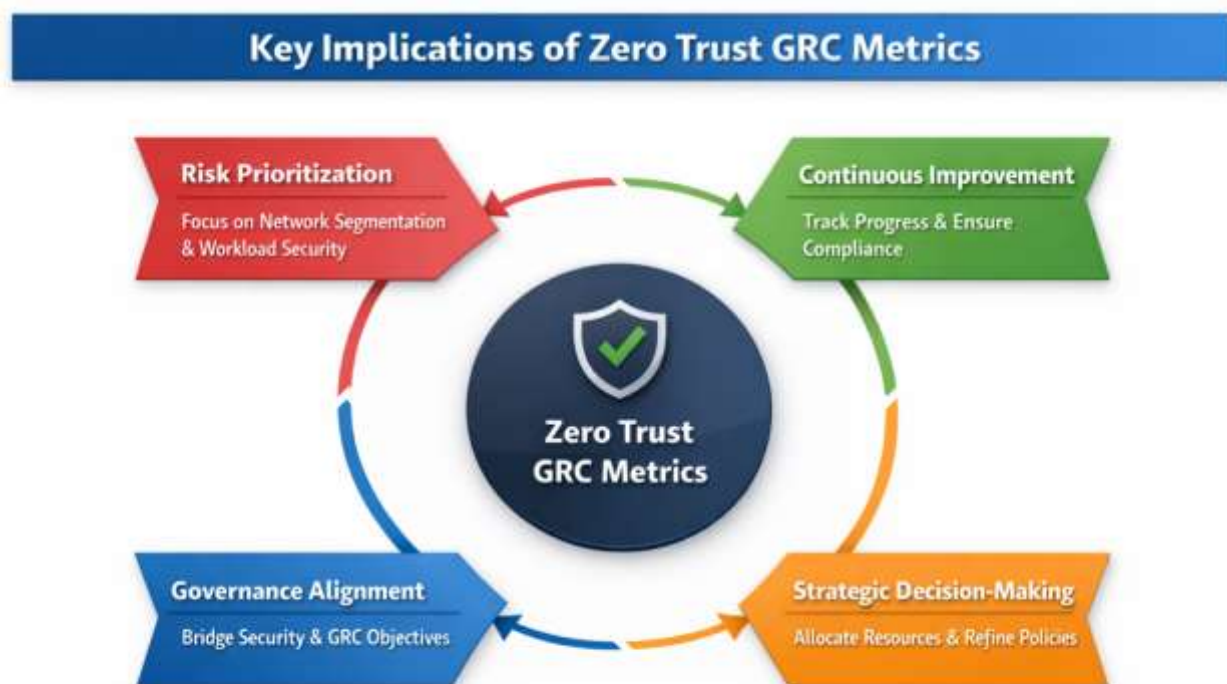 Key Implications of Zero Trust GRC Metrics
Risk Prioritization
Focus on Network Segmentation
& Workload Security
Continuous Improvement
Track Progress & Ensure
Compliance
Zero Trust
GRC Metrics
Governance Alignment
Bridge Security & GRC Objectives
Strategic Decision-Making
Allocate Resources & Refine Policies